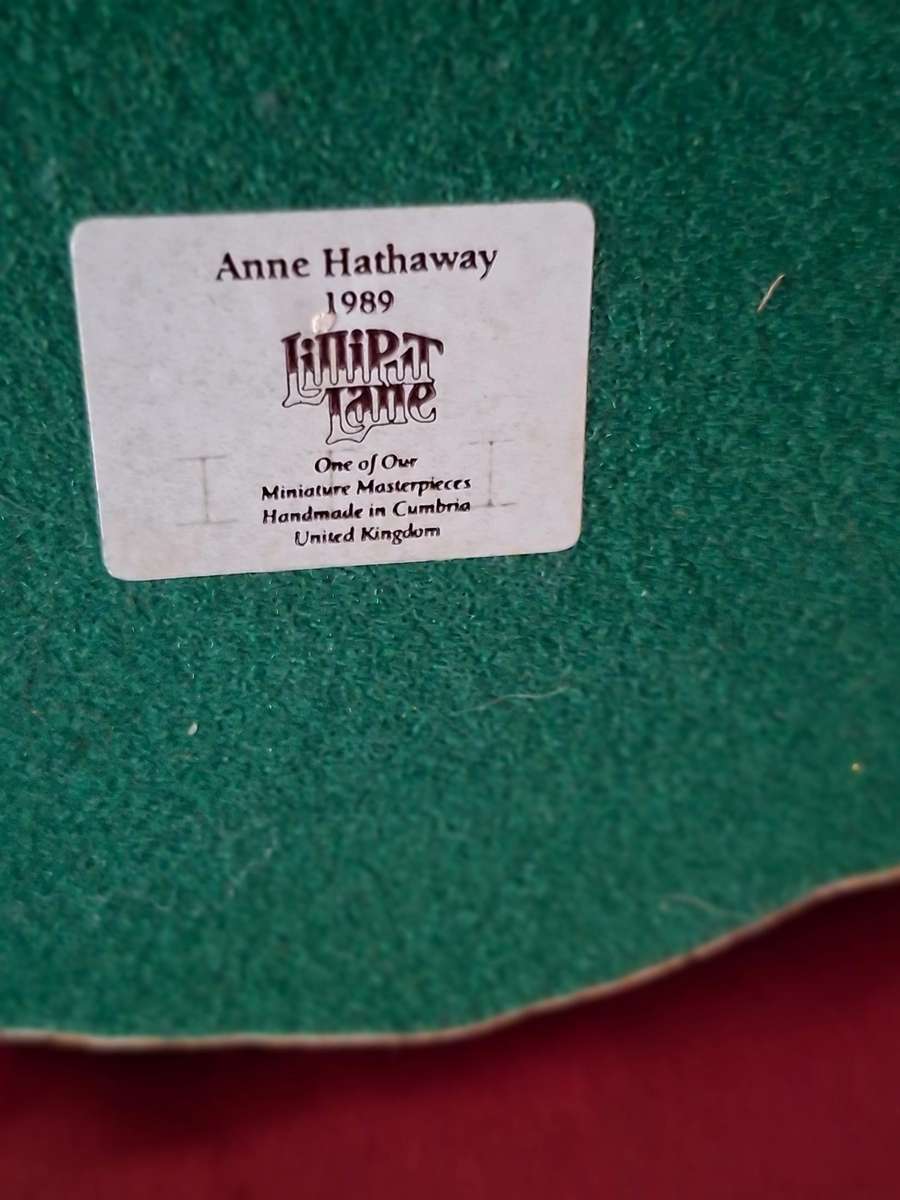 Anne Hathaway
1989
Lilliput
Lane
One of Our
Miniature Masterpieces
Handmade in Cumbria
United Kingdom